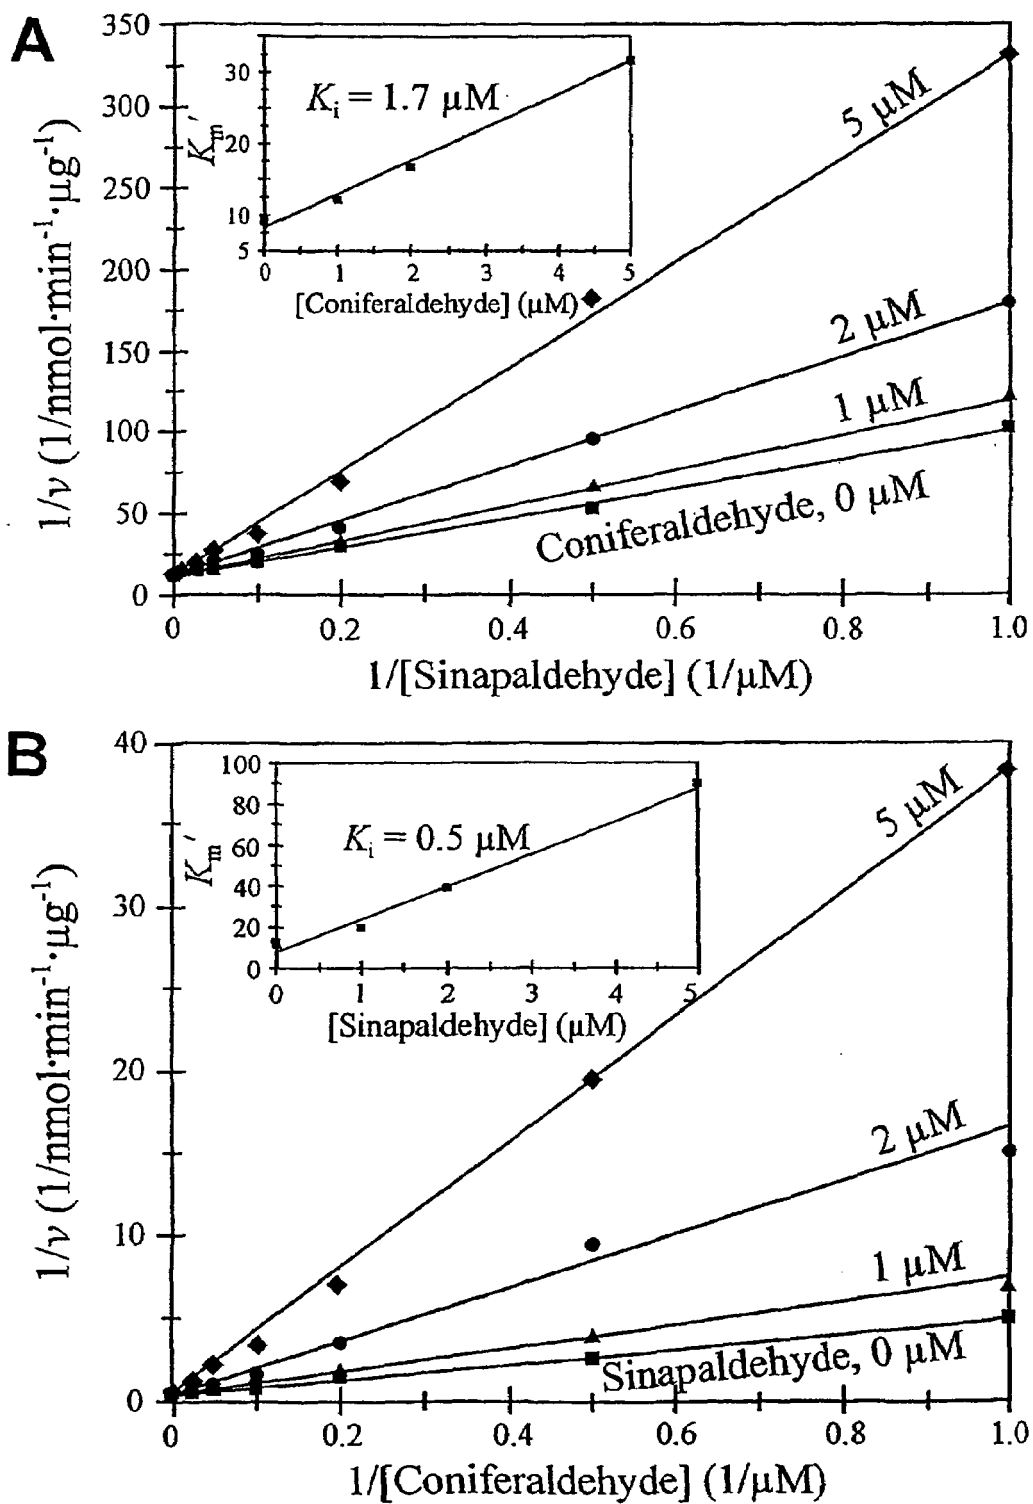 A
350
300
250
200
150
100
50
0
1/ν (1/nmol·min⁻¹·μg⁻¹)
30
20
10
5
Kₘ′
Kᵢ = 1.7 μM
0 1 2 3 4 5
[Coniferaldehyde] (μM)
5 μM
2 μM
1 μM
Coniferaldehyde, 0 μM
0 0.2 0.4 0.6 0.8 1.0
1/[Sinapaldehyde] (1/μM)
B
40
30
20
10
0
1/ν (1/nmol·min⁻¹·μg⁻¹)
100
80
60
40
20
0
Kₘ′
Kᵢ = 0.5 μM
0 1 2 3 4 5
[Sinapaldehyde] (μM)
5 μM
2 μM
1 μM
Sinapaldehyde, 0 μM
0 0.2 0.4 0.6 0.8 1.0
1/[Coniferaldehyde] (1/μM)